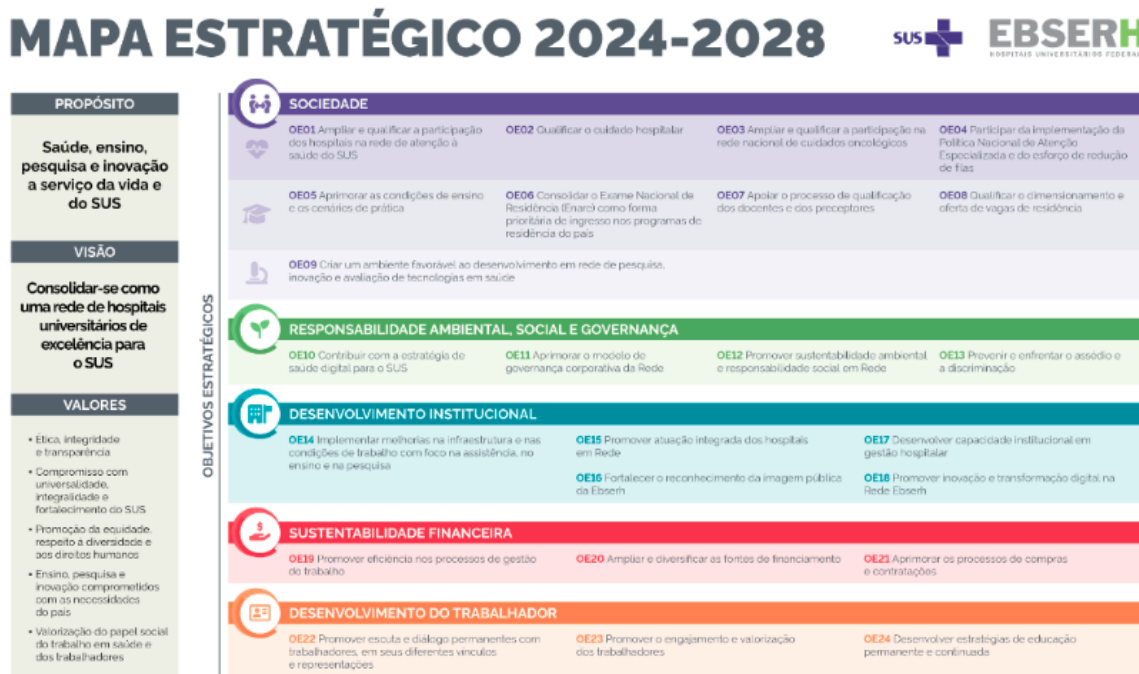 MAPA ESTRATÉGICO 2024-2028
SUS
EBSERH
HOSPITAIS UNIVERSITÁRIOS FEDERAIS
PROPÓSITO
Saúde, ensino,
pesquisa e inovação
a serviço da vida e
do SUS
VISÃO
Consolidar-se como
uma rede de hospitais
universitários de
excelência para
o SUS
VALORES
• Ética, integridade
e transparência
• Compromisso com
universalidade,
integralidade e
fortalecimento do SUS
• Promoção da equidade,
respeito à diversidade e
aos direitos humanos
• Ensino, pesquisa e
inovação comprometidos
com as necessidades
do país
• Valorização do papel social
do trabalho em saúde e
dos trabalhadores
OBJETIVOS ESTRATÉGICOS
SOCIEDADE
OE01 Ampliar e qualificar a participação
dos hospitais na rede de atenção à
saúde do SUS
OE02 Qualificar o cuidado hospitalar
OE03 Ampliar e qualificar a participação na
rede nacional de cuidados oncológicos
OE04 Participar da implementação da
Política Nacional de Atenção
Especializada e do esforço de redução
de filas
OE05 Aprimorar as condições de ensino
e os cenários de prática
OE06 Consolidar o Exame Nacional de
Residência (Enare) como forma
prioritária de ingresso nos programas de
residência do país
OE07 Apoiar o processo de qualificação
dos docentes e dos preceptores
OE08 Qualificar o dimensionamento e
oferta de vagas de residência
OE09 Criar um ambiente favorável ao desenvolvimento em rede de pesquisa,
inovação e avaliação de tecnologias em saúde
RESPONSABILIDADE AMBIENTAL, SOCIAL E GOVERNANÇA
OE10 Contribuir com a estratégia de
saúde digital para o SUS
OE11 Aprimorar o modelo de
governança corporativa da Rede
OE12 Promover sustentabilidade ambiental
e responsabilidade social em Rede
OE13 Prevenir e enfrentar o assédio e
a discriminação
DESENVOLVIMENTO INSTITUCIONAL
OE14 Implementar melhorias na infraestrutura e nas
condições de trabalho com foco na assistência, no
ensino e na pesquisa
OE15 Promover atuação integrada dos hospitais
em Rede
OE16 Fortalecer o reconhecimento da imagem pública
da Ebserh
OE17 Desenvolver capacidade institucional em
gestão hospitalar
OE18 Promover inovação e transformação digital na
Rede Ebserh
SUSTENTABILIDADE FINANCEIRA
OE19 Promover eficiência nos processos de gestão
do trabalho
OE20 Ampliar e diversificar as fontes de financiamento
OE21 Aprimorar os processos de compras
e contratações
DESENVOLVIMENTO DO TRABALHADOR
OE22 Promover escuta e diálogo permanentes com
trabalhadores, em seus diferentes vínculos
e representações
OE23 Promover o engajamento e valorização
dos trabalhadores
OE24 Desenvolver estratégias de educação
permanente e continuada